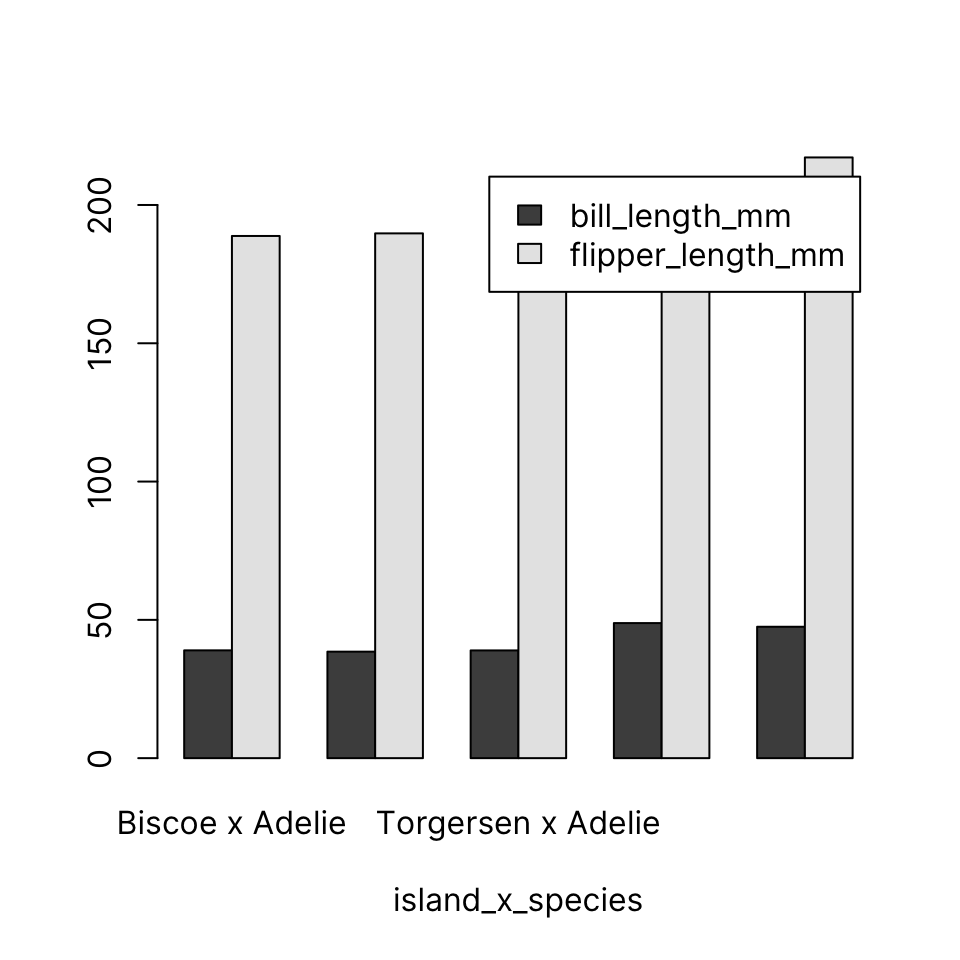 200
150
100
50
0
bill_length_mm
flipper_length_mm
Biscoe x Adelie
Torgersen x Adelie
island_x_species